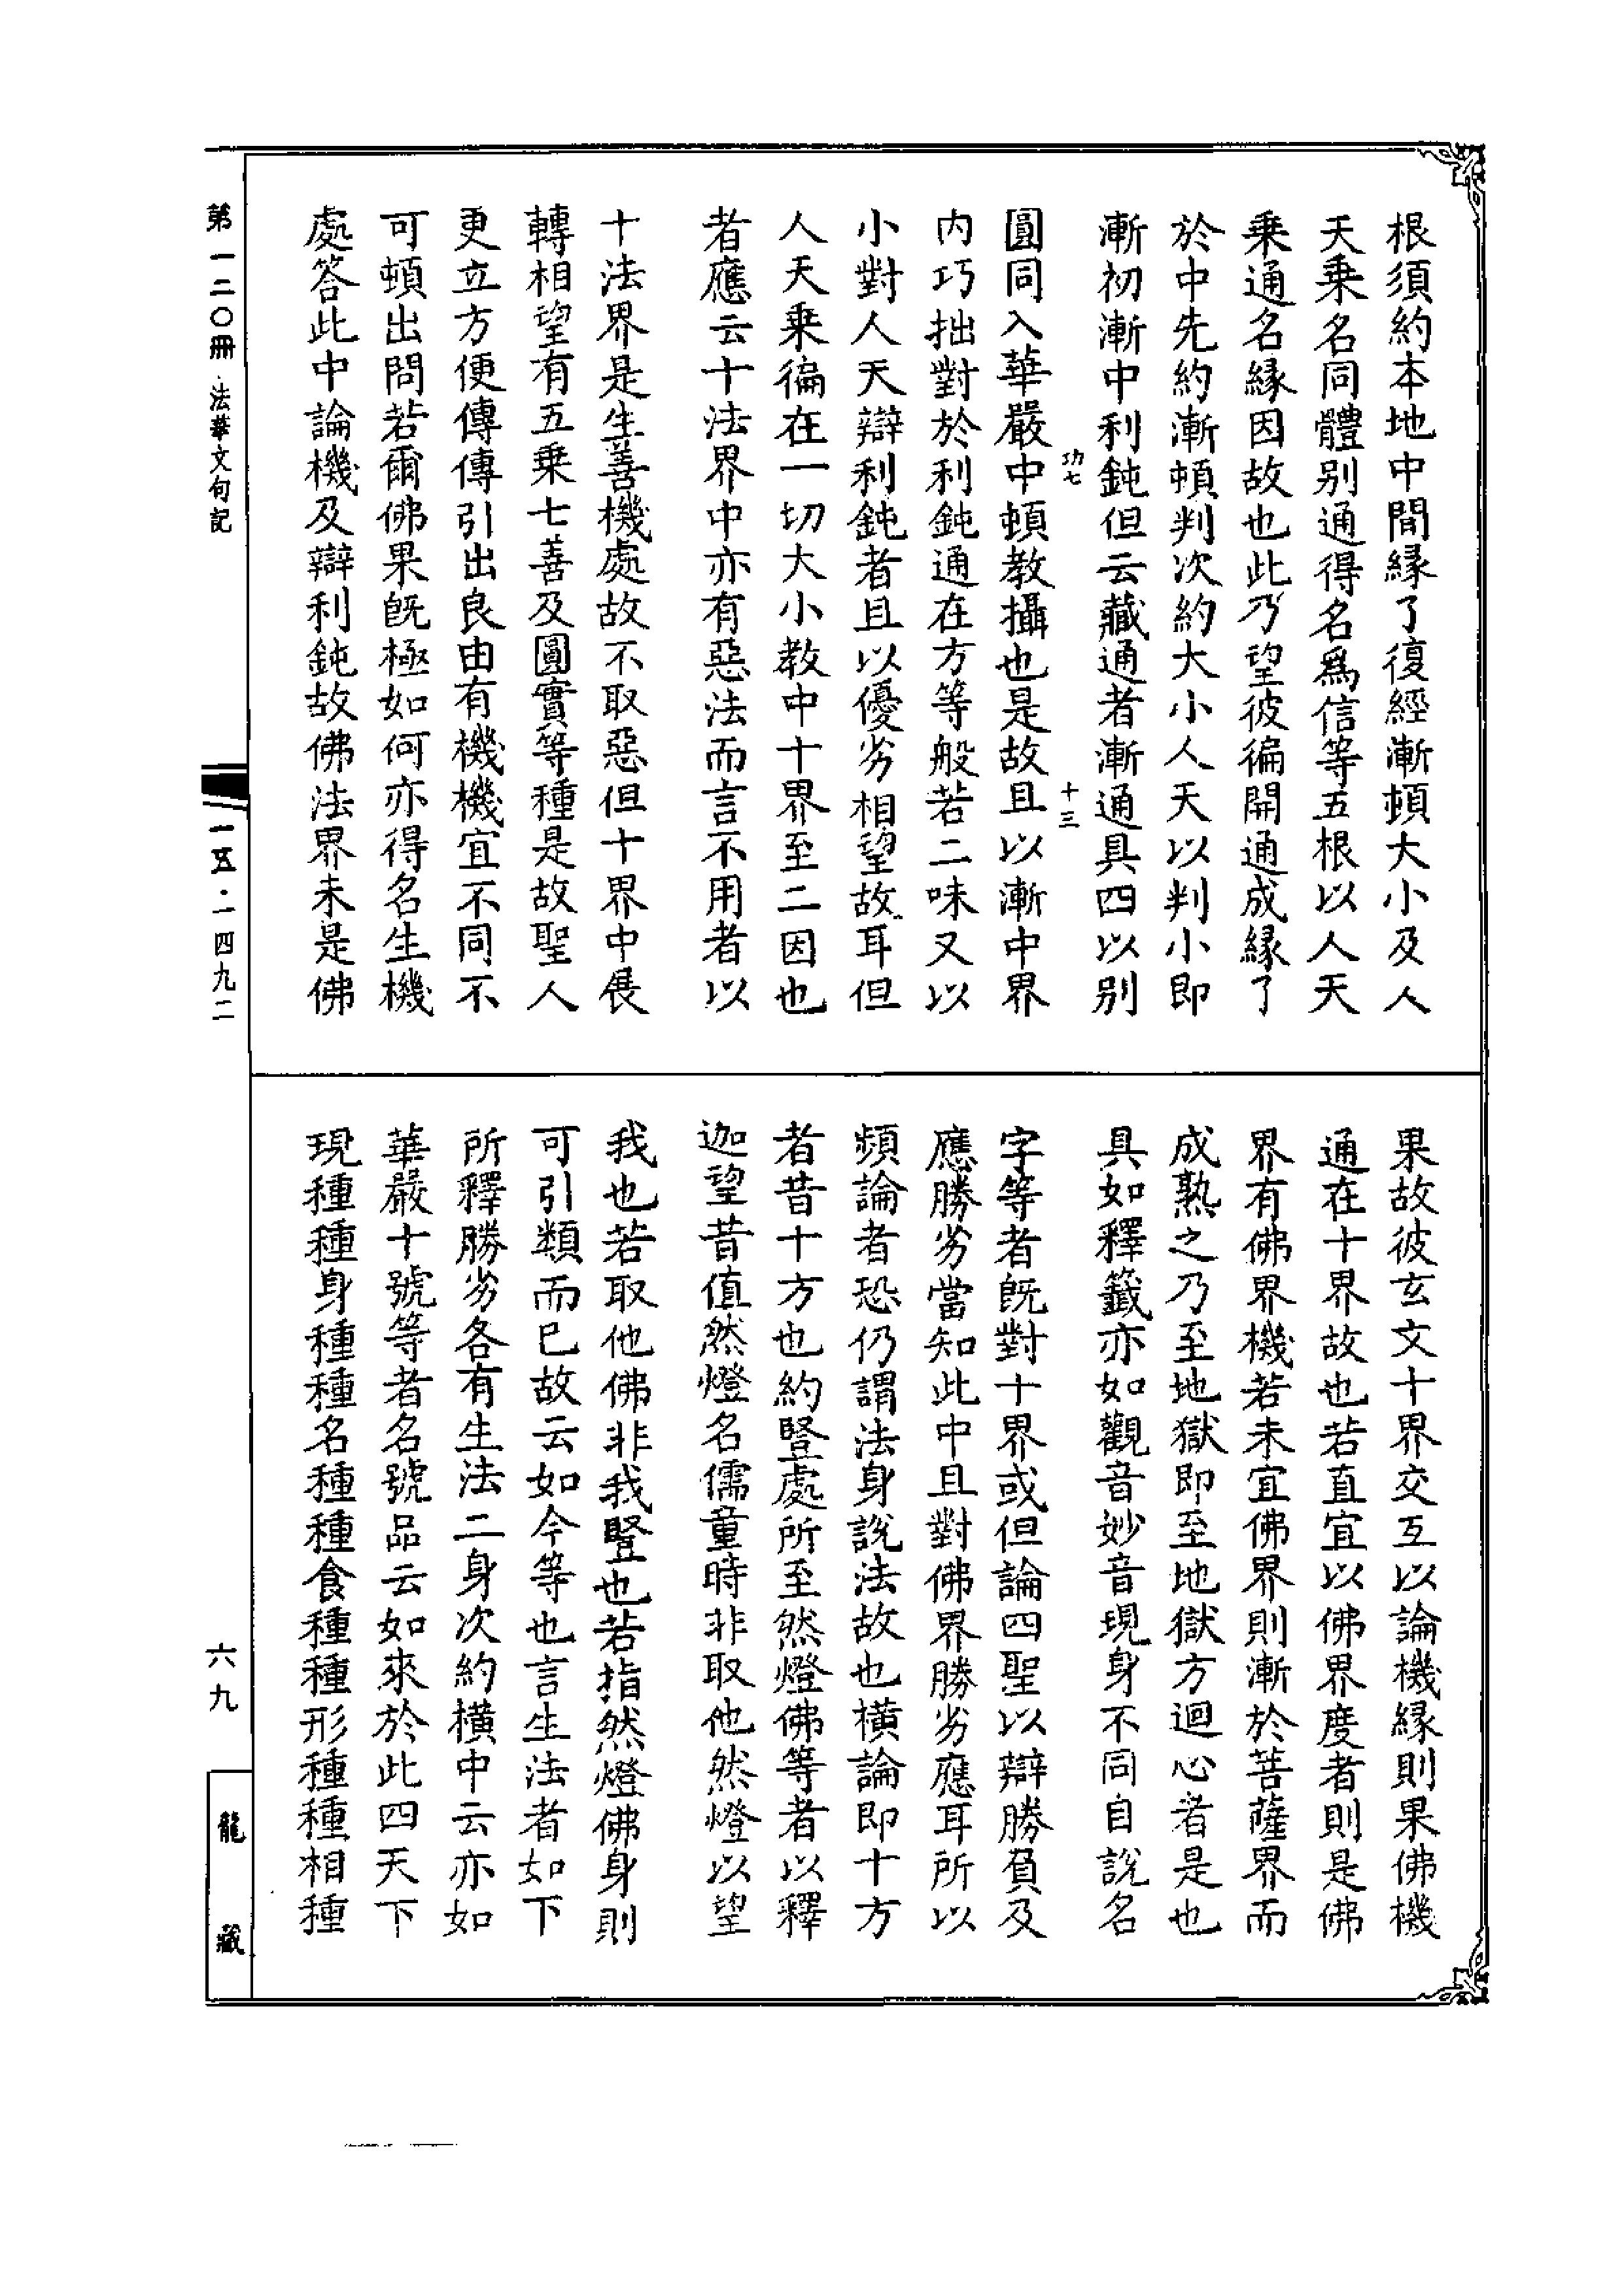 根須約本地中間緣了復經漸頓大小及人
天乗名同體别通得名爲信等五根以人天
乗通名緣因故也此乃望彼徧開通成緣了
於中先約漸頓判次約大小人天以判小即
漸初漸中利鈍但云藏通者漸通具四以别
功七
十三
圓同入華嚴中頓教攝也是故且以漸中界
内巧拙對於利鈍通在方等般若二味又以
小對人天辯利鈍者且以優劣相望故耳但
人天乗徧在一切大小教中十界至二因也
者應云十法界中亦有惡法而言不用者以
十法界是生善機處故不取惡但十界中展
轉相望有五乗七善及圓實等種是故聖人
更立方便傳傳引出良由有機機宜不同不
可頓出問若爾佛果旣極如何亦得名生機
處答此中論機及辯利鈍故佛法界未是佛
果故彼玄文十界交互以論機緣則果佛機
通在十界故也若直宜以佛界度者則是佛
界有佛界機若未宜佛界則漸於菩薩界而
成熟之乃至地獄即至地獄方迴心者是也
具如釋籤亦如觀音妙音現身不同自說名
字等者旣對十界或但論四聖以辯勝負及
應勝劣當知此中且對佛界勝劣應耳所以
頻論者恐仍謂法身說法故也橫論即十方
者昔十方也約豎處所至然燈佛等者以釋
迦望昔值然燈名儒童時非取他然燈以望
我也若取他佛非我豎也若指然燈佛身則
可引類而已故云如今等也言生法者如下
所釋勝劣各有生法二身次約橫中云亦如
華嚴十號等者名號品云如來於此四天下
現種種身種種名種種食種種形種種相種
第一二〇冊 法華文句記
一五·一四九二
六九
龍藏